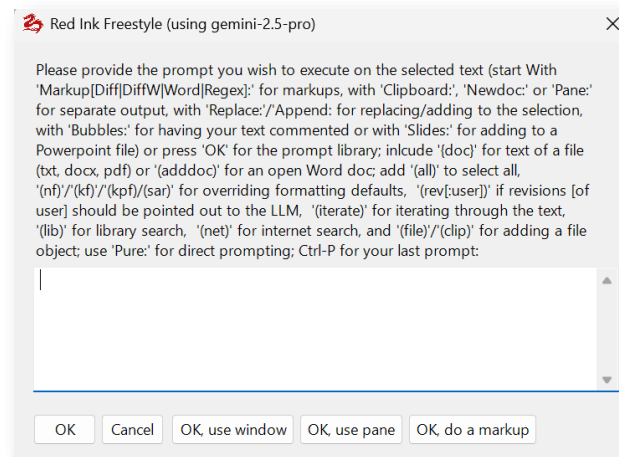 Red Ink Freestyle (using gemini-2.5-pro)
Please provide the prompt you wish to execute on the selected text (start With
'Markup[Diff|DiffW|Word|Regex]:' for markups, with 'Clipboard:', 'Newdoc:' or 'Pane:'
for separate output, with 'Replace:'/'Append: for replacing/adding to the selection,
with 'Bubbles:' for having your text commented or with 'Slides:' for adding to a
Powerpoint file) or press 'OK' for the prompt library; inlcude '{doc}' for text of a file
(txt, docx, pdf) or '(adddoc)' for an open Word doc; add '(all)' to select all,
'(nf)'/'(kf)'/'(kpf)/(sar)' for overriding formatting defaults,  '(rev[:user])' if revisions [of
user] should be pointed out to the LLM,  '(iterate)' for iterating through the text,
'(lib)' for library search,  '(net)' for internet search, and '(file)'/'(clip)' for adding a file
object; use 'Pure:' for direct prompting; Ctrl-P for your last prompt:
OK Cancel OK, use window OK, use pane OK, do a markup